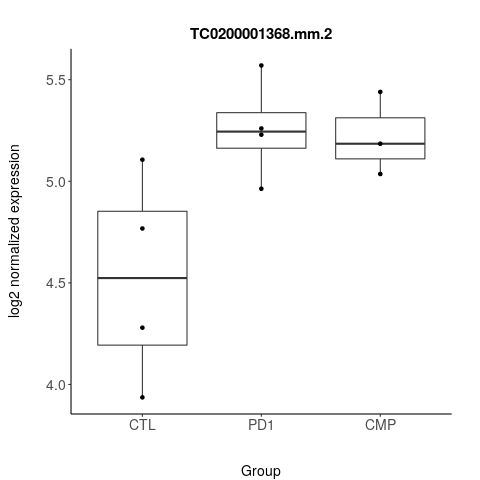 TC0200001368.mm.2
log2 normalized expression
5.5
5.0
4.5
4.0
CTL
PD1
CMP
Group